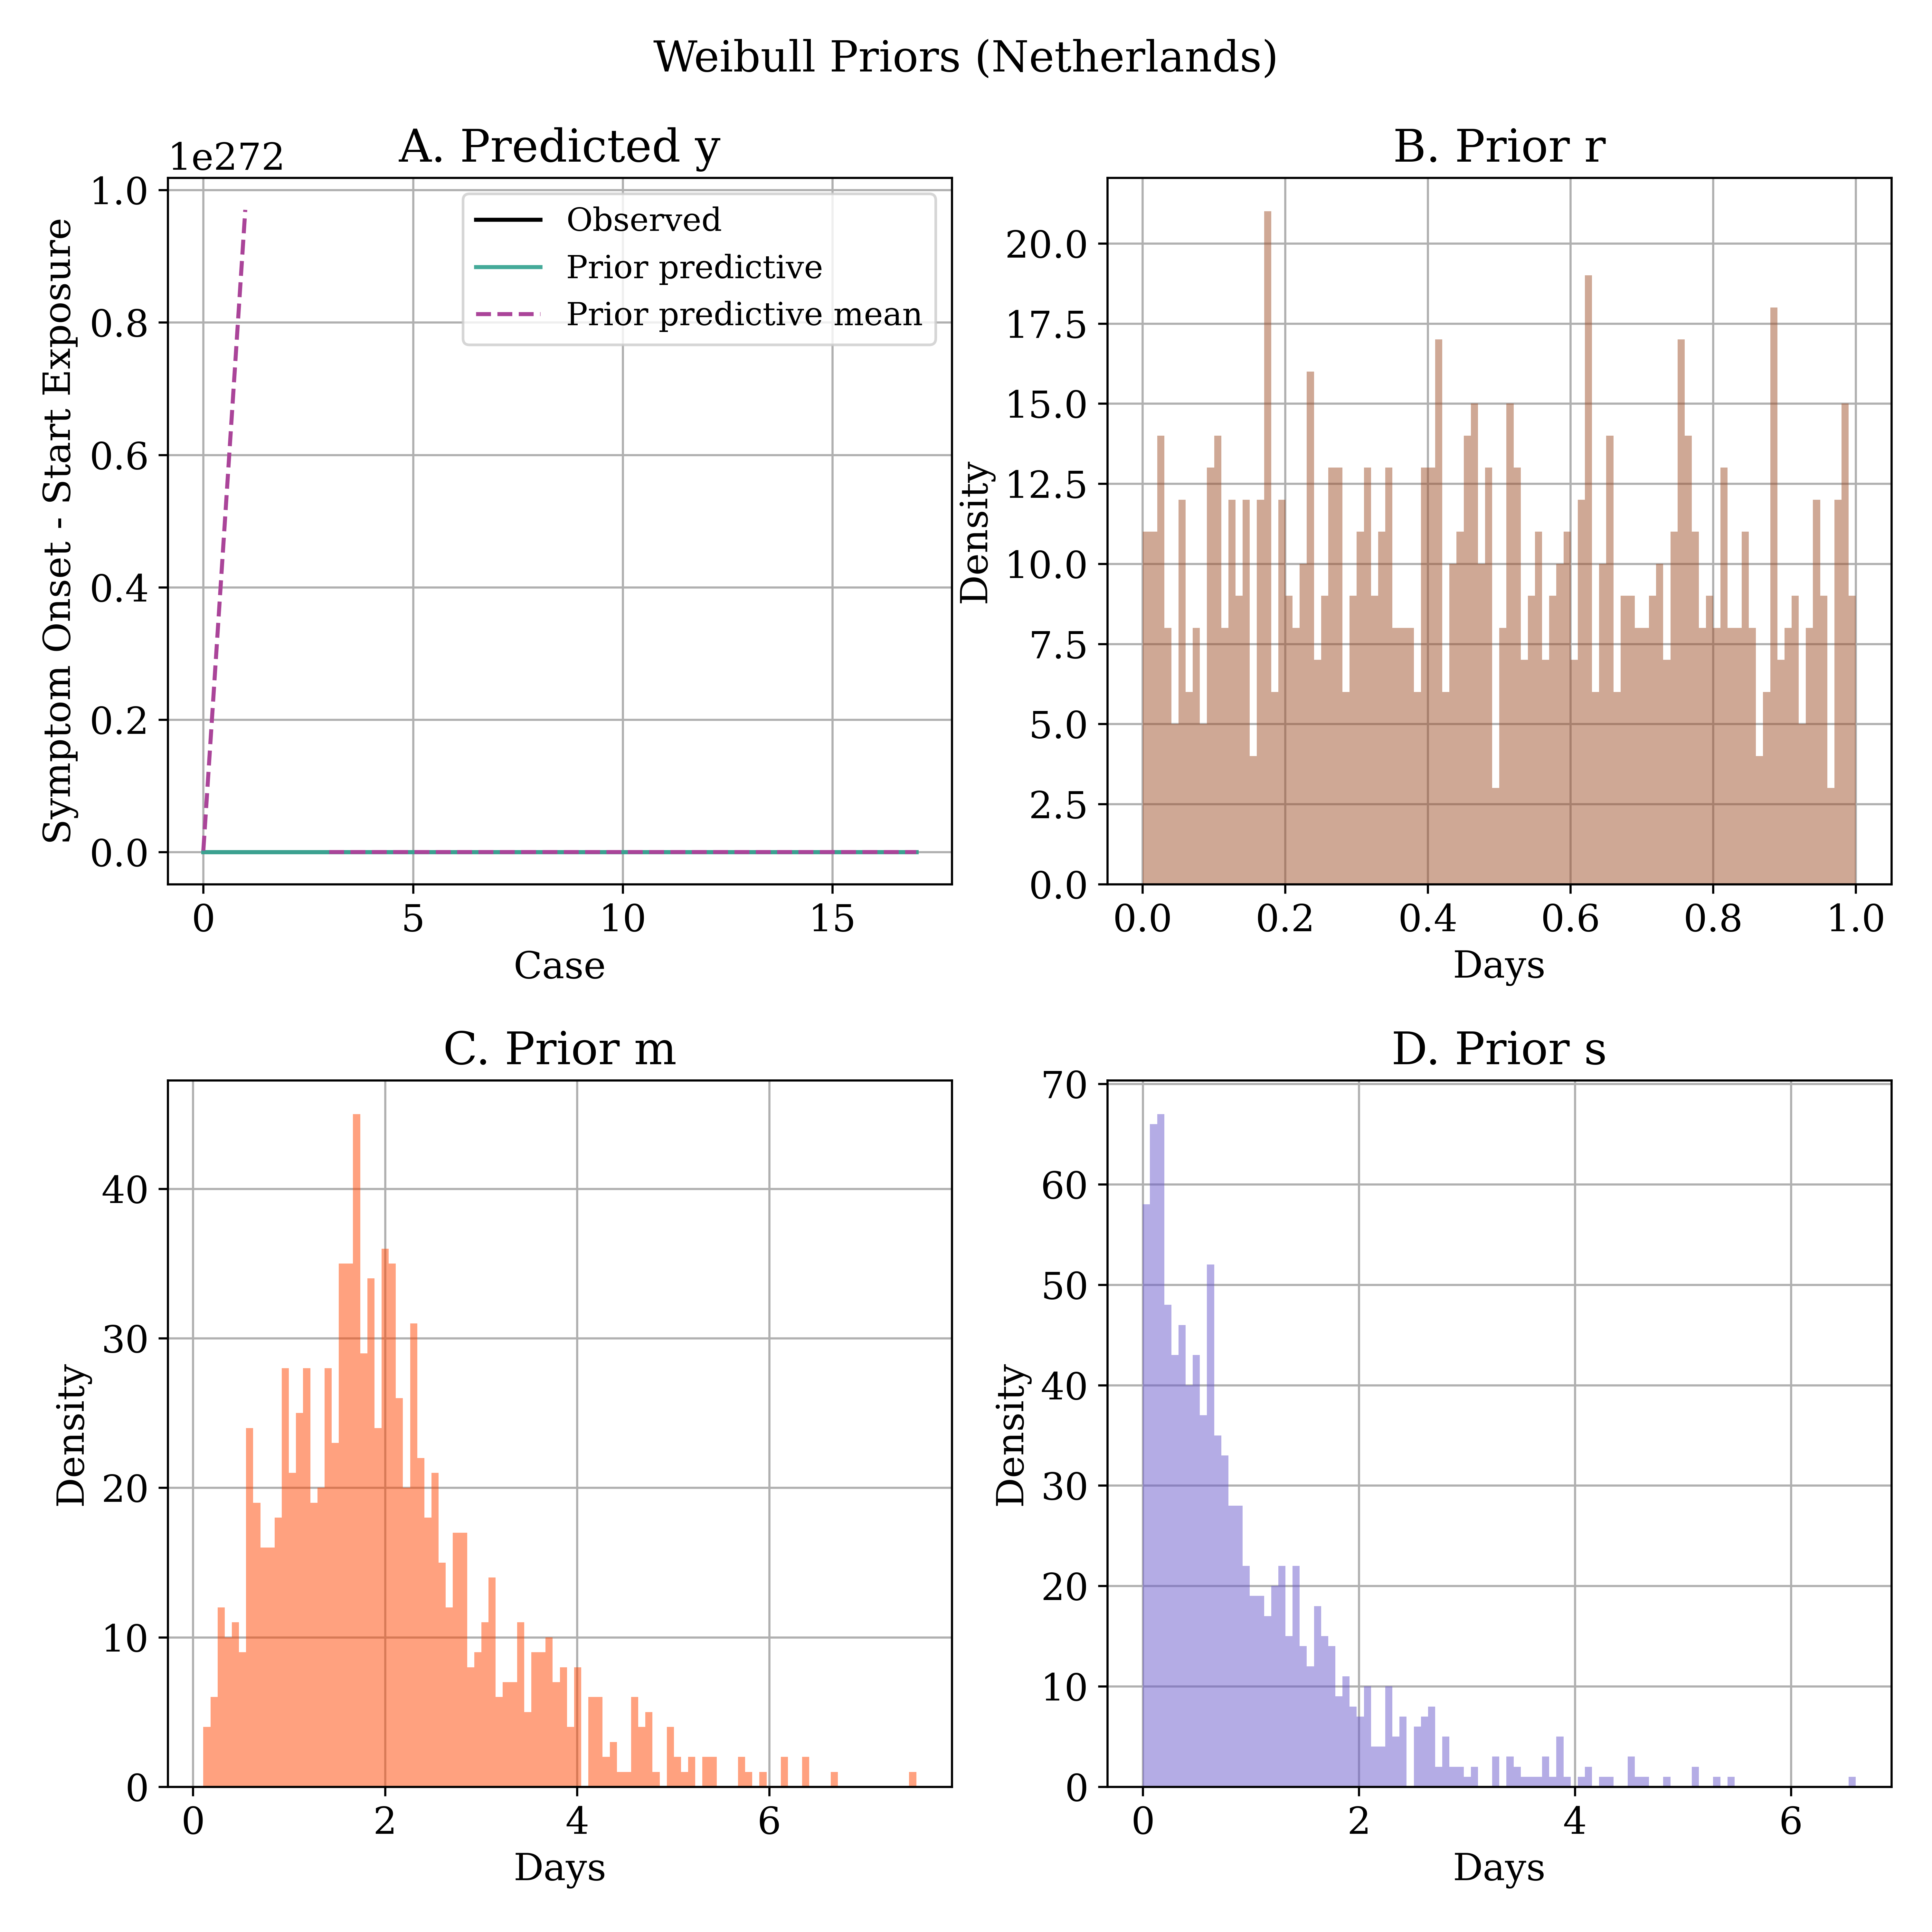 Weibull Priors (Netherlands)
A. Predicted y
1e272
1.0
0.8
0.6
0.4
0.2
0.0
Symptom Onset - Start Exposure
Observed
Prior predictive
Prior predictive mean
0 5 10 15
Case
B. Prior r
20.0
17.5
15.0
12.5
10.0
7.5
5.0
2.5
0.0
Density
0.0 0.2 0.4 0.6 0.8 1.0
Days
C. Prior m
40
30
20
10
0
Density
0 2 4 6
Days
D. Prior s
70
60
50
40
30
20
10
0
Density
0 2 4 6
Days